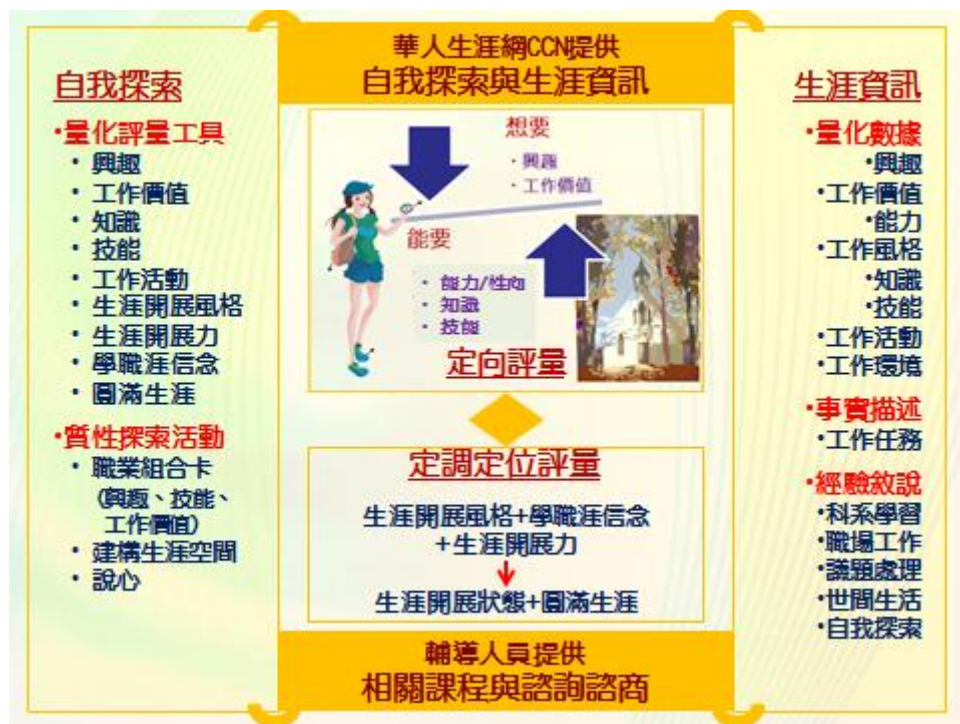 華人生涯網CCN提供
自我探索與生涯資訊
自我探索
•量化評量工具
• 興趣
• 工作價值
• 知識
• 技能
• 工作活動
• 生涯開展風格
• 生涯開展力
• 學職涯信念
• 圓滿生涯
•質性探索活動
• 職業組合卡
(興趣、技能、
工作價值)
• 建構生涯空間
• 說心
想要
• 興趣
• 工作價值
能要
• 能力/性向
• 知識
• 技能
定向評量
定調定位評量
生涯開展風格+學職涯信念
+生涯開展力
生涯開展狀態+圓滿生涯
輔導人員提供
相關課程與諮詢諮商
生涯資訊
•量化數據
•興趣
•工作價值
•能力
•工作風格
•知識
•技能
•工作活動
•工作環境
•事實描述
•工作任務
•經驗敘說
•科系學習
•職場工作
•議題處理
•世間生活
•自我探索